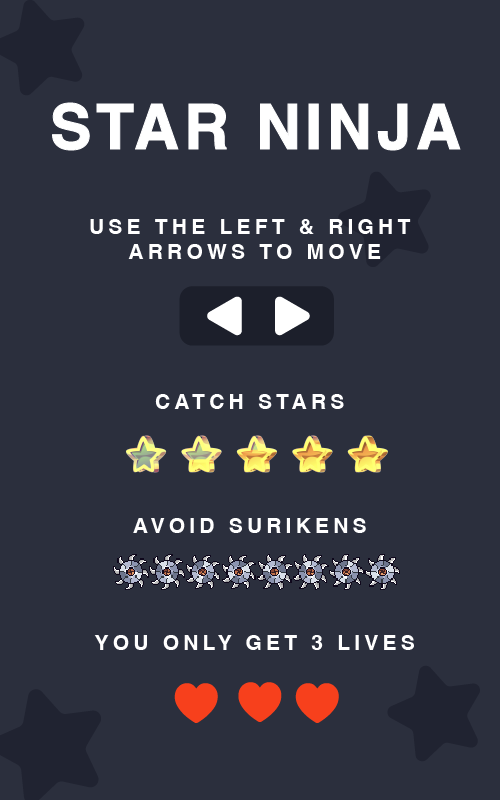 STAR NINJA
USE THE LEFT & RIGHT
ARROWS TO MOVE
CATCH STARS
AVOID SURIKENS
YOU ONLY GET 3 LIVES